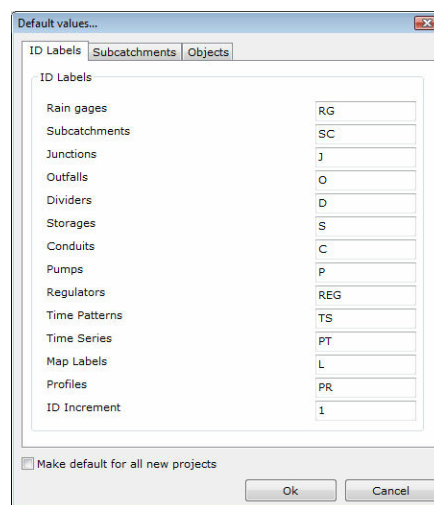 Default values...
ID Labels Subcatchments Objects
ID Labels
Rain gages RG
Subcatchments SC
Junctions J
Outfalls O
Dividers D
Storages S
Conduits C
Pumps P
Regulators REG
Time Patterns TS
Time Series PT
Map Labels L
Profiles PR
ID Increment 1
Make default for all new projects
Ok Cancel